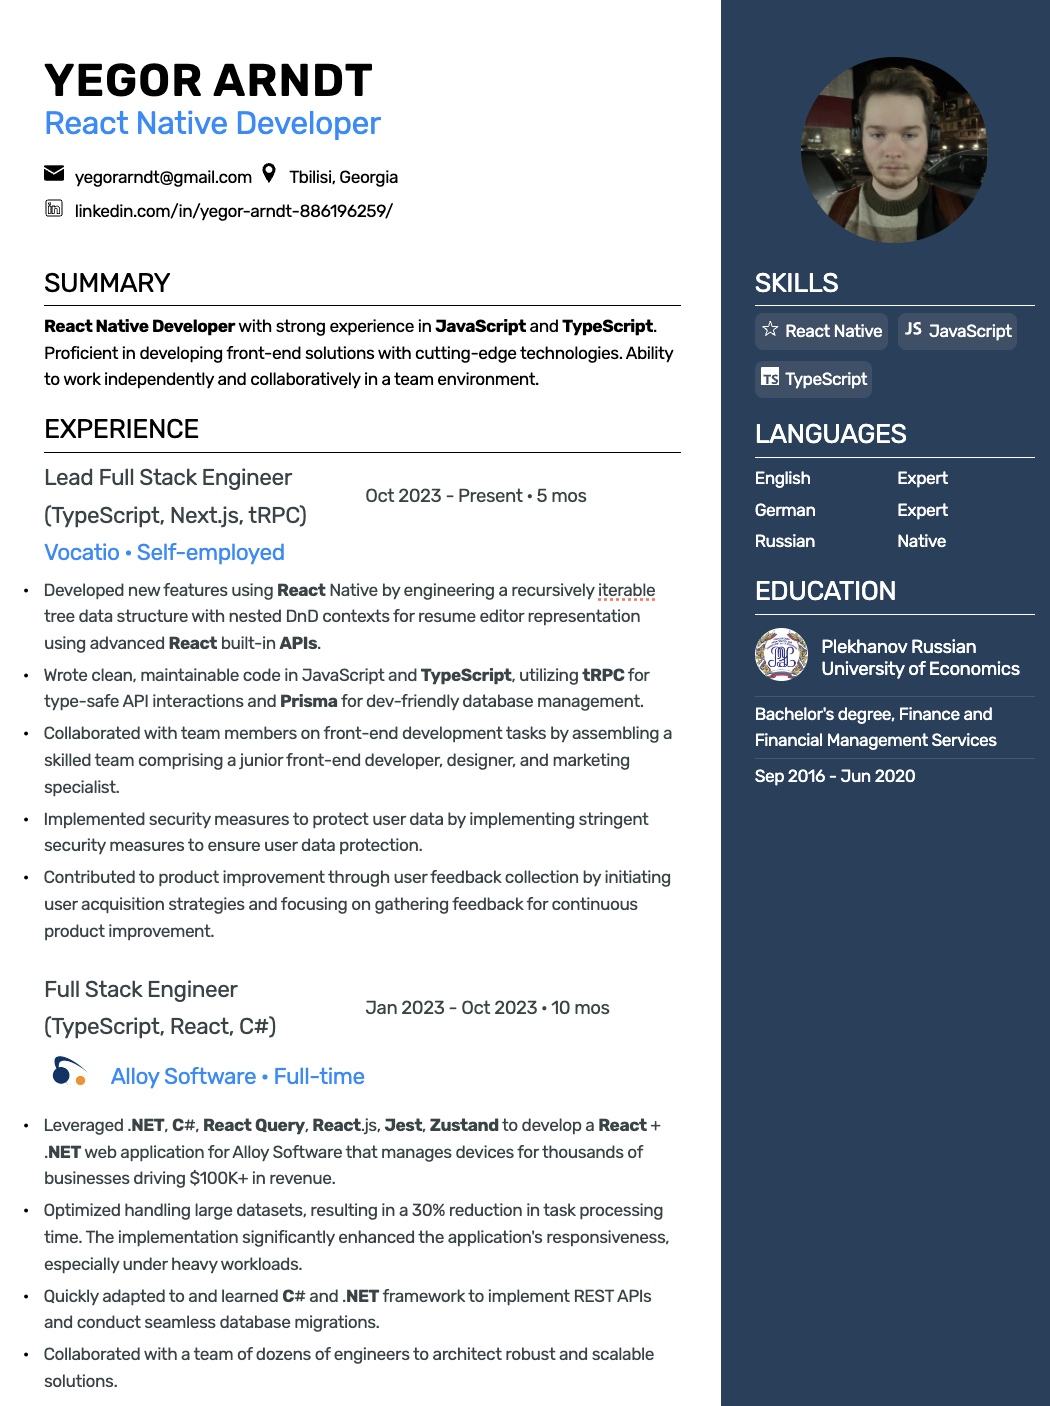 YEGOR ARNDT
React Native Developer
yegorarndt@gmail.com Tbilisi, Georgia
linkedin.com/in/yegor-arndt-886196259/
SUMMARY
React Native Developer with strong experience in JavaScript and TypeScript.
Proficient in developing front-end solutions with cutting-edge technologies. Ability
to work independently and collaboratively in a team environment.
EXPERIENCE
Lead Full Stack Engineer
(TypeScript, Next.js, tRPC)
Oct 2023 - Present • 5 mos
Vocatio • Self-employed
• Developed new features using React Native by engineering a recursively iterable
tree data structure with nested DnD contexts for resume editor representation
using advanced React built-in APIs.
• Wrote clean, maintainable code in JavaScript and TypeScript, utilizing tRPC for
type-safe API interactions and Prisma for dev-friendly database management.
• Collaborated with team members on front-end development tasks by assembling a
skilled team comprising a junior front-end developer, designer, and marketing
specialist.
• Implemented security measures to protect user data by implementing stringent
security measures to ensure user data protection.
• Contributed to product improvement through user feedback collection by initiating
user acquisition strategies and focusing on gathering feedback for continuous
product improvement.
Full Stack Engineer
(TypeScript, React, C#)
Jan 2023 - Oct 2023 • 10 mos
Alloy Software • Full-time
• Leveraged .NET, C#, React Query, React.js, Jest, Zustand to develop a React +
.NET web application for Alloy Software that manages devices for thousands of
businesses driving $100K+ in revenue.
• Optimized handling large datasets, resulting in a 30% reduction in task processing
time. The implementation significantly enhanced the application's responsiveness,
especially under heavy workloads.
• Quickly adapted to and learned C# and .NET framework to implement REST APIs
and conduct seamless database migrations.
• Collaborated with a team of dozens of engineers to architect robust and scalable
solutions.
SKILLS
React Native JS JavaScript
TS TypeScript
LANGUAGES
English Expert
German Expert
Russian Native
EDUCATION
Plekhanov Russian
University of Economics
Bachelor's degree, Finance and
Financial Management Services
Sep 2016 - Jun 2020